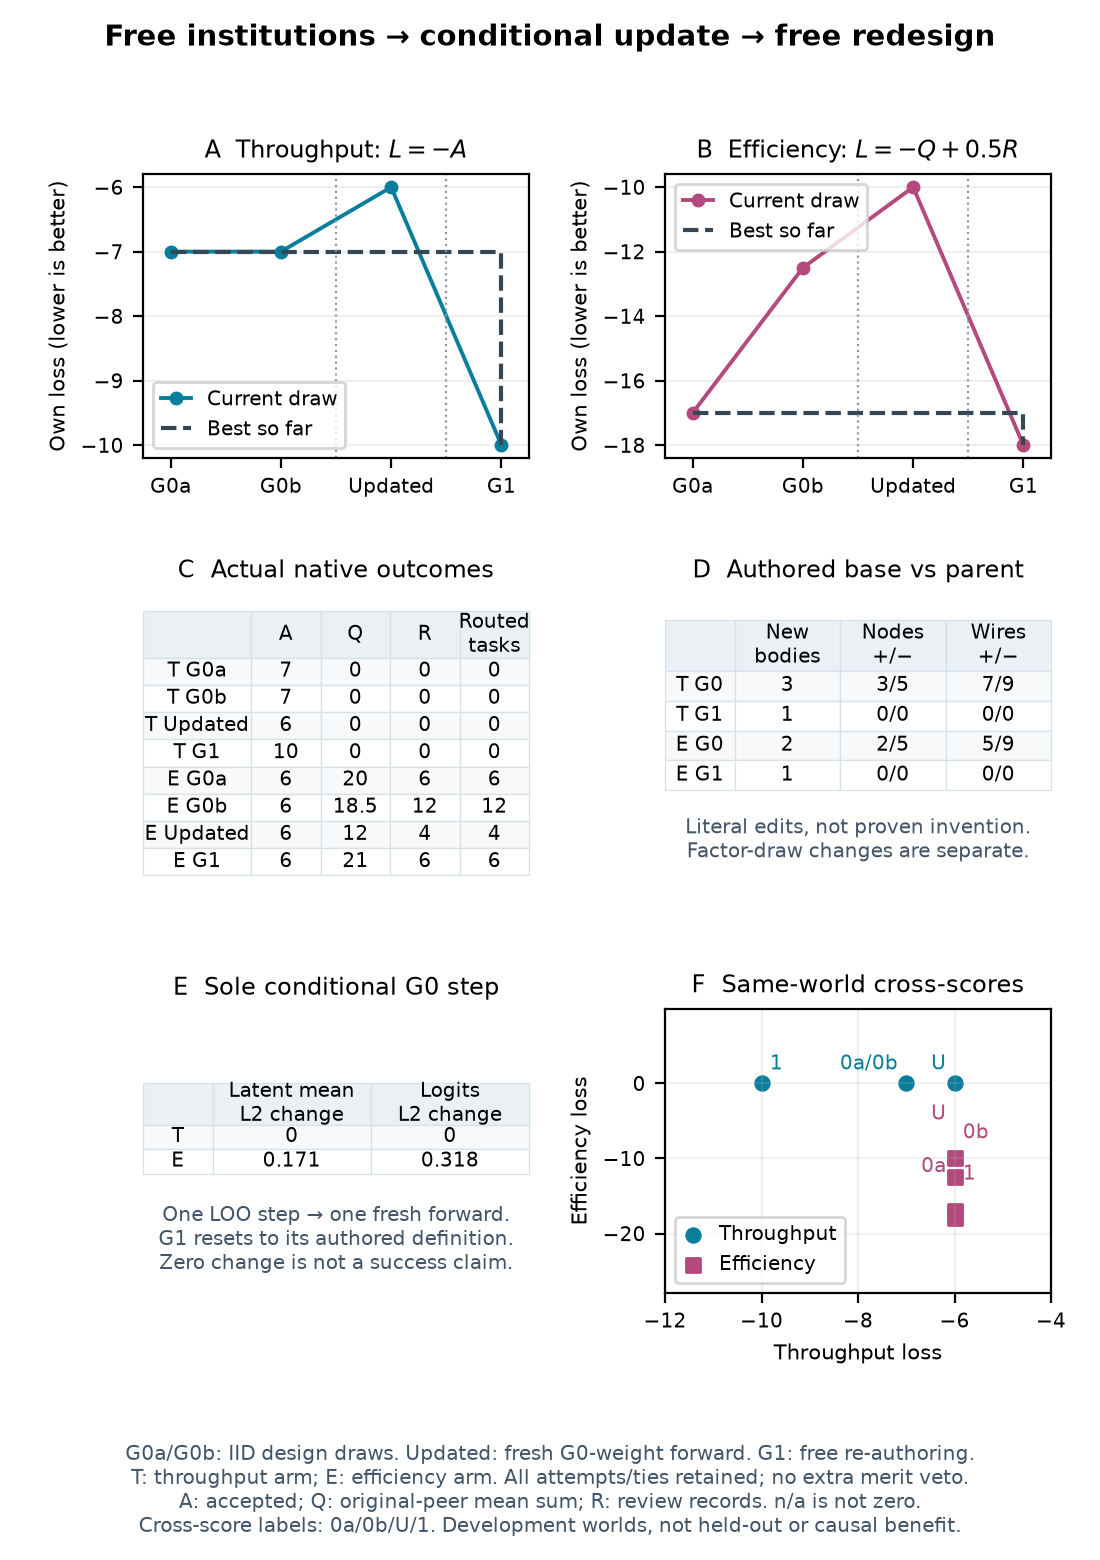 Free institutions → conditional update → free redesign
A Throughput: L = −A
Own loss (lower is better)
−6
−7
−8
−9
−10
Current draw
Best so far
G0a G0b Updated G1
B Efficiency: L = −Q + 0.5R
Own loss (lower is better)
−10
−12
−14
−16
−18
Current draw
Best so far
G0a G0b Updated G1
C Actual native outcomes
A Q R Routed tasks
T G0a 7 0 0 0
T G0b 7 0 0 0
T Updated 6 0 0 0
T G1 10 0 0 0
E G0a 6 20 6 6
E G0b 6 18.5 12 12
E Updated 6 12 4 4
E G1 6 21 6 6
D Authored base vs parent
New bodies Nodes +/− Wires +/−
T G0 3 3/5 7/9
T G1 1 0/0 0/0
E G0 2 2/5 5/9
E G1 1 0/0 0/0
Literal edits, not proven invention.
Factor-draw changes are separate.
E Sole conditional G0 step
Latent mean L2 change Logits L2 change
T 0 0
E 0.171 0.318
One LOO step → one fresh forward.
G1 resets to its authored definition.
Zero change is not a success claim.
F Same-world cross-scores
Efficiency loss
0
−10
−20
1 0a/0b U
U
0b
0a 1
Throughput
Efficiency
−12 −10 −8 −6 −4
Throughput loss
G0a/G0b: IID design draws. Updated: fresh G0-weight forward. G1: free re-authoring.
T: throughput arm; E: efficiency arm. All attempts/ties retained; no extra merit veto.
A: accepted; Q: original-peer mean sum; R: review records. n/a is not zero.
Cross-score labels: 0a/0b/U/1. Development worlds, not held-out or causal benefit.